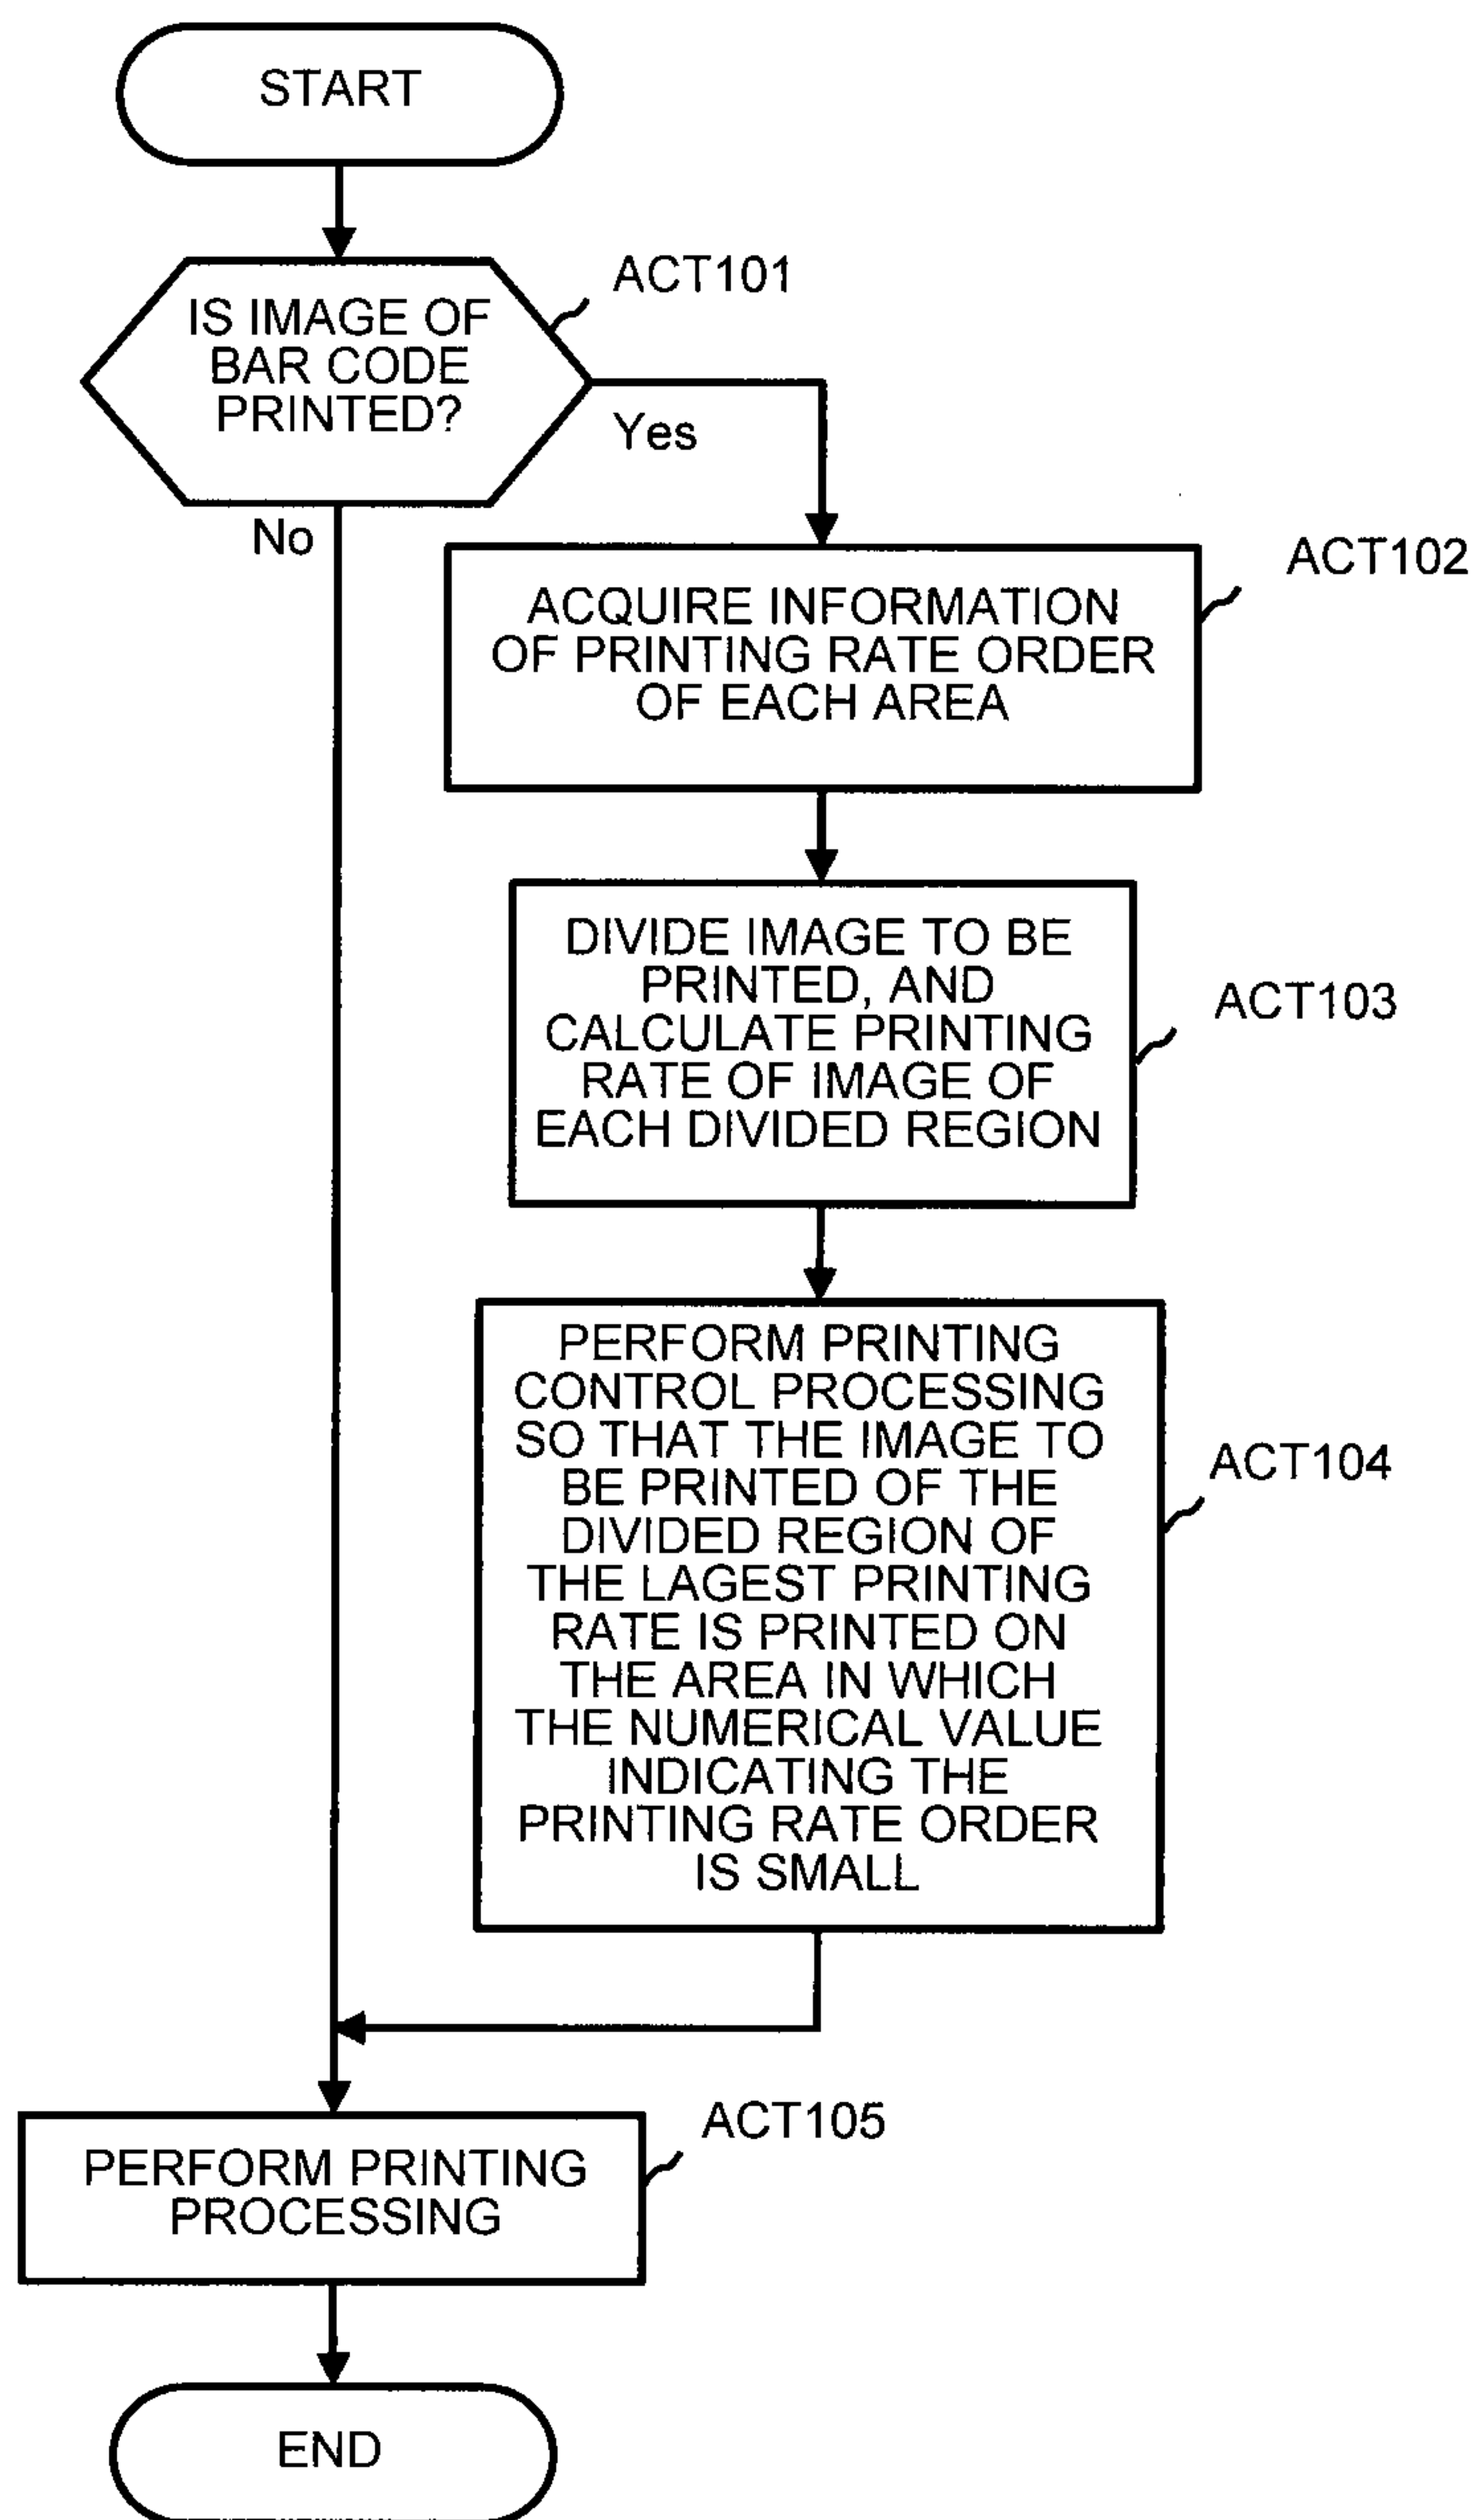 START
ACT101
IS IMAGE OF
BAR CODE
PRINTED?
Yes
No
ACT102
ACQUIRE INFORMATION
OF PRINTING RATE ORDER
OF EACH AREA
DIVIDE IMAGE TO BE
PRINTED, AND
CALCULATE PRINTING
RATE OF IMAGE OF
EACH DIVIDED REGION
ACT103
PERFORM PRINTING
CONTROL PROCESSING
SO THAT THE IMAGE TO
BE PRINTED OF THE
DIVIDED REGION OF
THE LAGEST PRINTING
RATE IS PRINTED ON
THE AREA IN WHICH
THE NUMERICAL VALUE
INDICATING THE
PRINTING RATE ORDER
IS SMALL
ACT104
ACT105
PERFORM PRINTING
PROCESSING
END